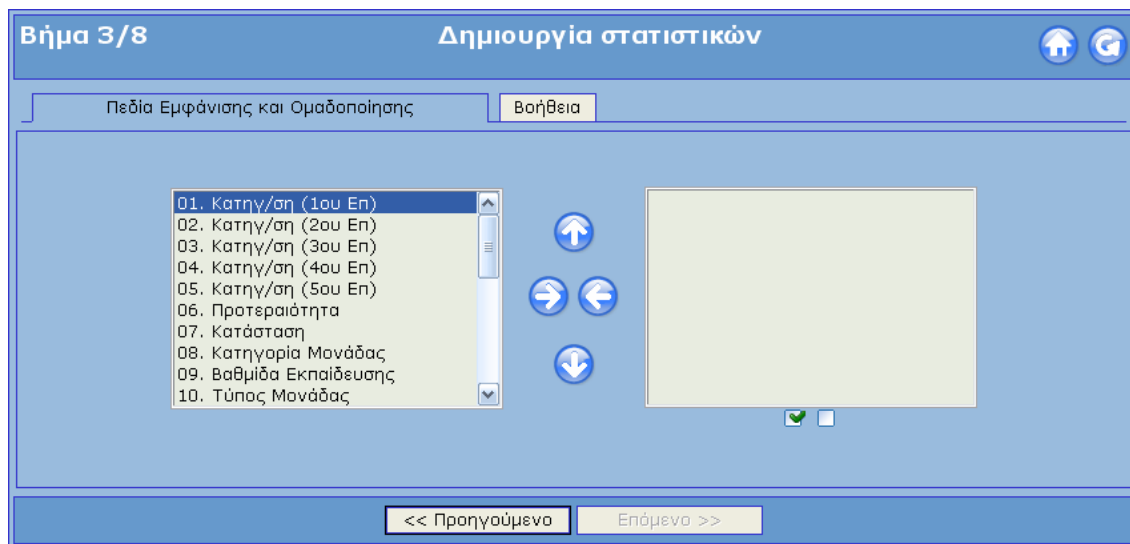 Βήμα 3/8
Δημιουργία στατιστικών
Πεδία Εμφάνισης και Ομαδοποίησης
Βοήθεια
01. Κατηγ/ση (1ου Επ)
02. Κατηγ/ση (2ου Επ)
03. Κατηγ/ση (3ου Επ)
04. Κατηγ/ση (4ου Επ)
05. Κατηγ/ση (5ου Επ)
06. Προτεραιότητα
07. Κατάσταση
08. Κατηγορία Μονάδας
09. Βαθμίδα Εκπαίδευσης
10. Τύπος Μονάδας
<< Προηγούμενο
Επόμενο >>